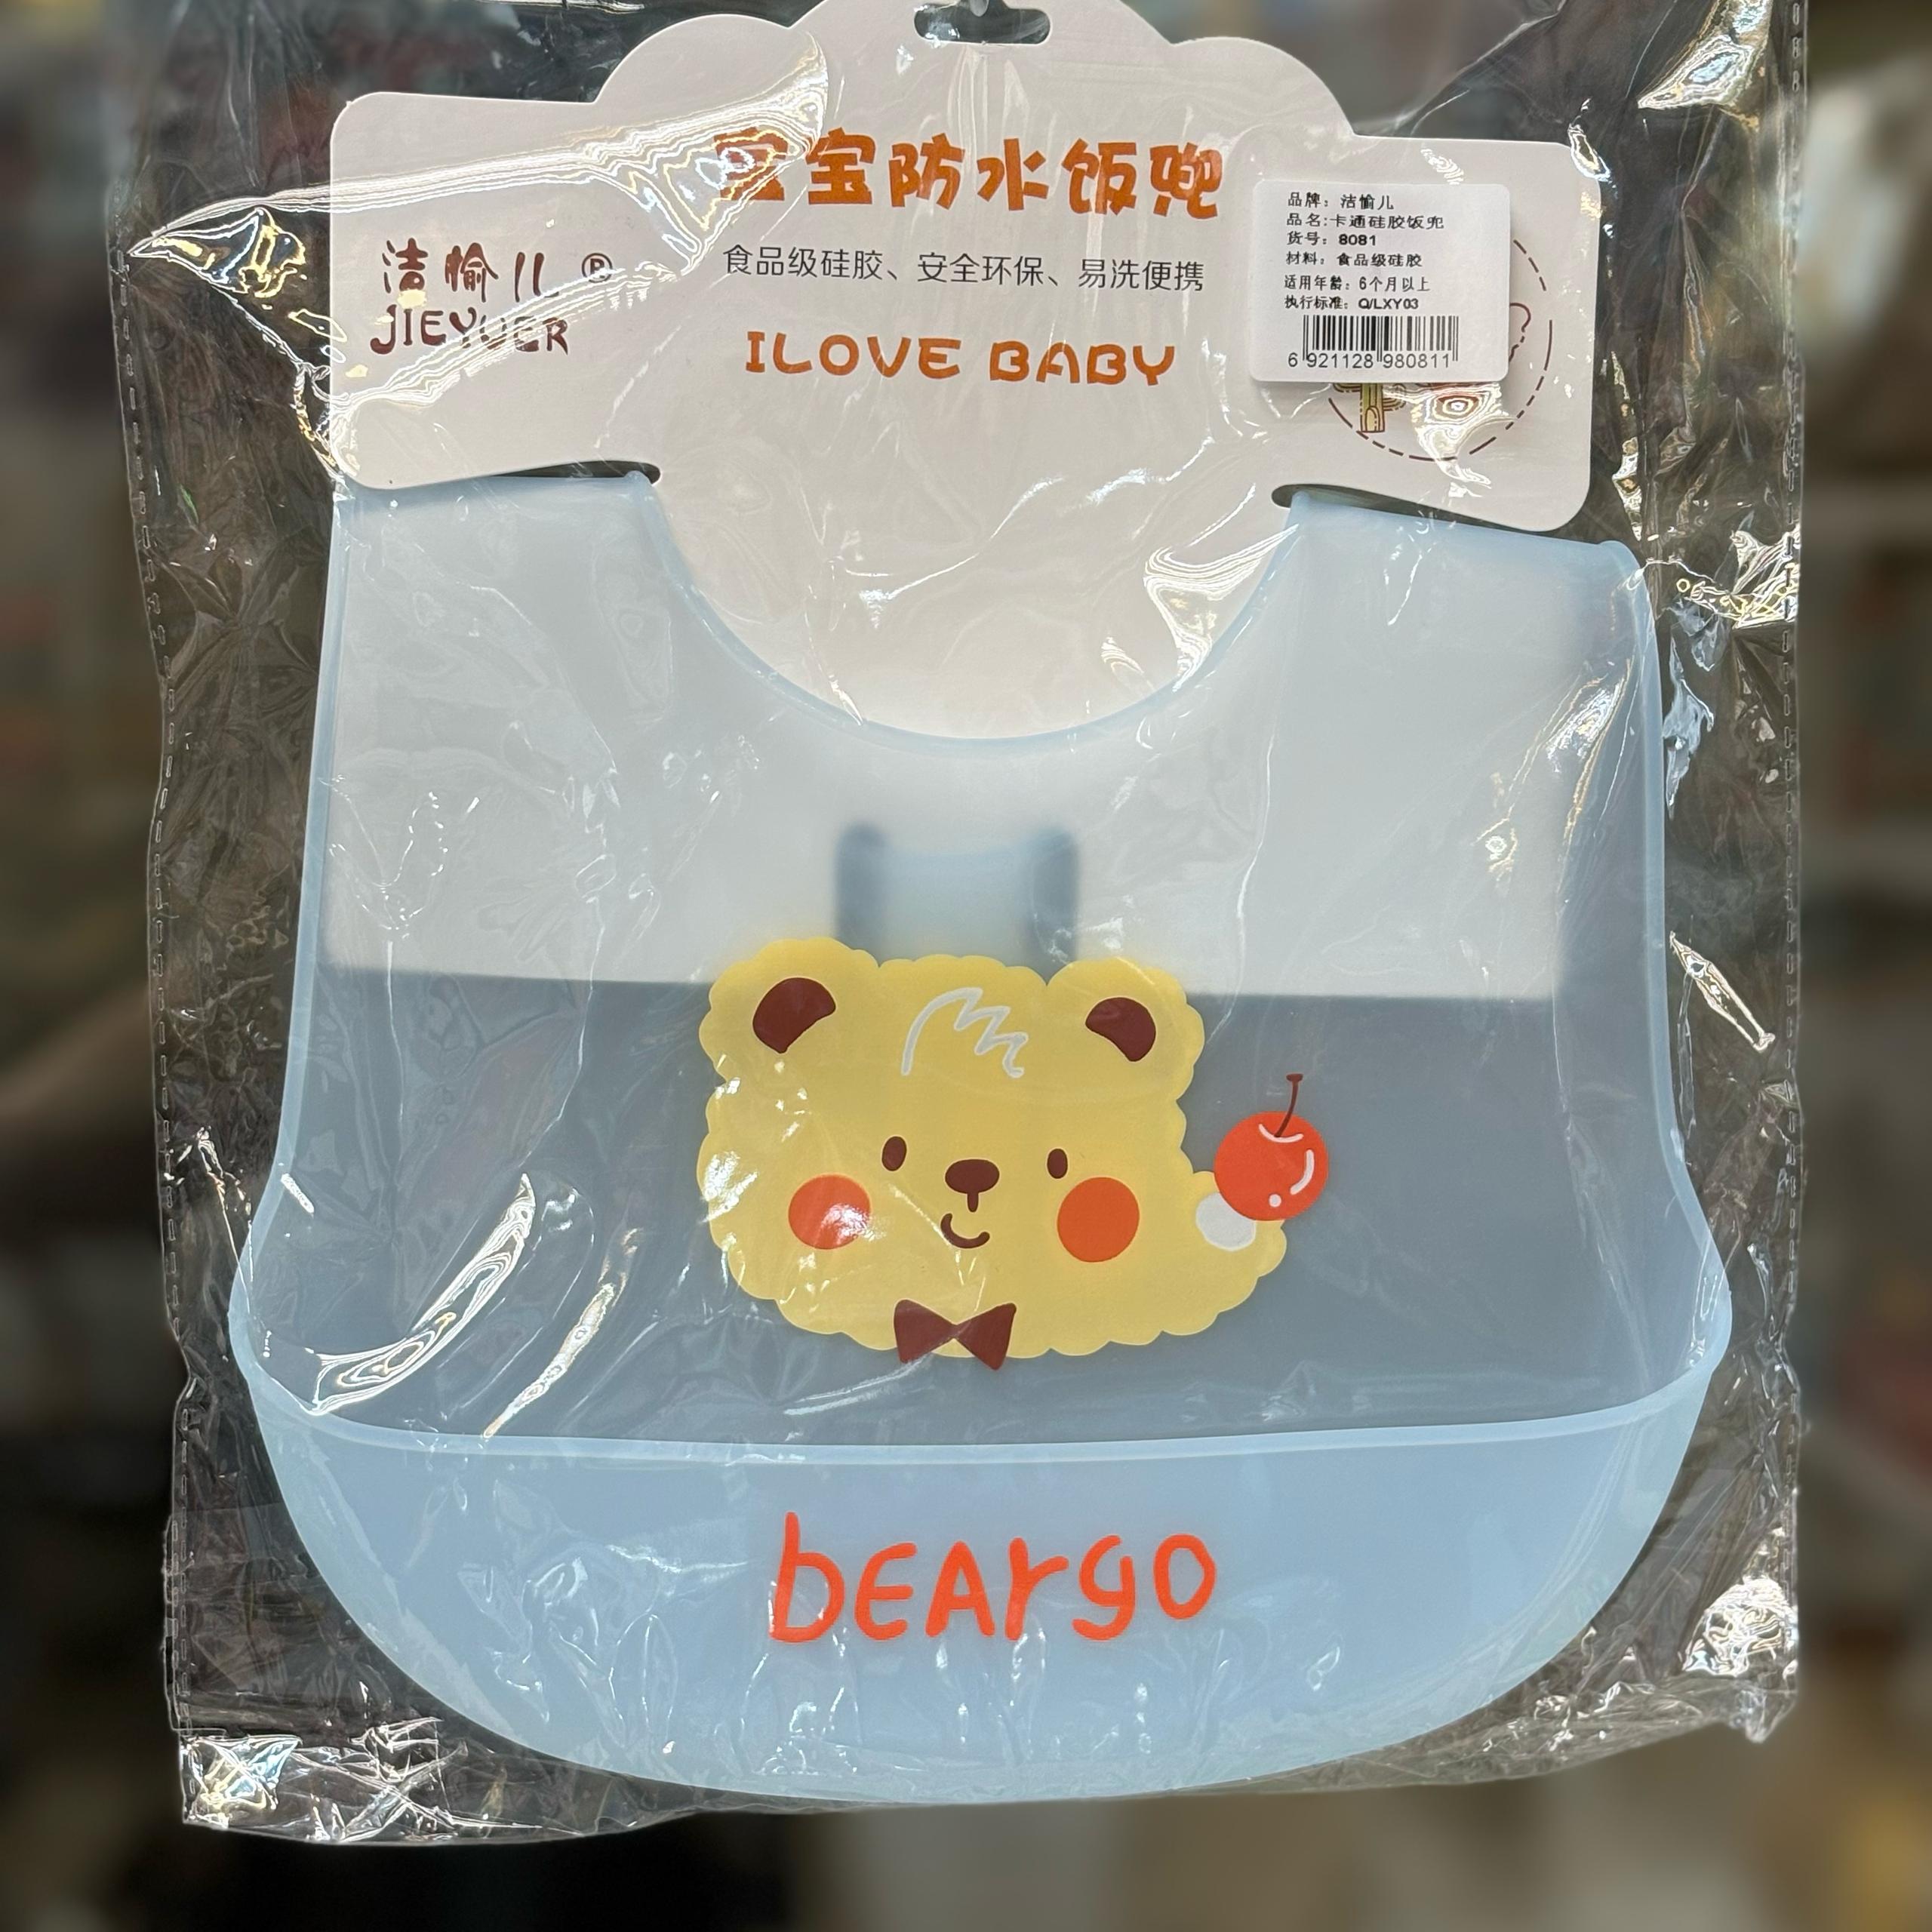 宝宝防水饭兜
洁愉儿®
JIEYUER
食品级硅胶、安全环保、易洗便携
ILOVE BABY
品牌：洁愉儿
品名:卡通硅胶饭兜
货号：8081
材料：食品级硅胶
适用年龄：6个月以上
执行标准：Q/LXY03
6 921128 980811
bEArgo